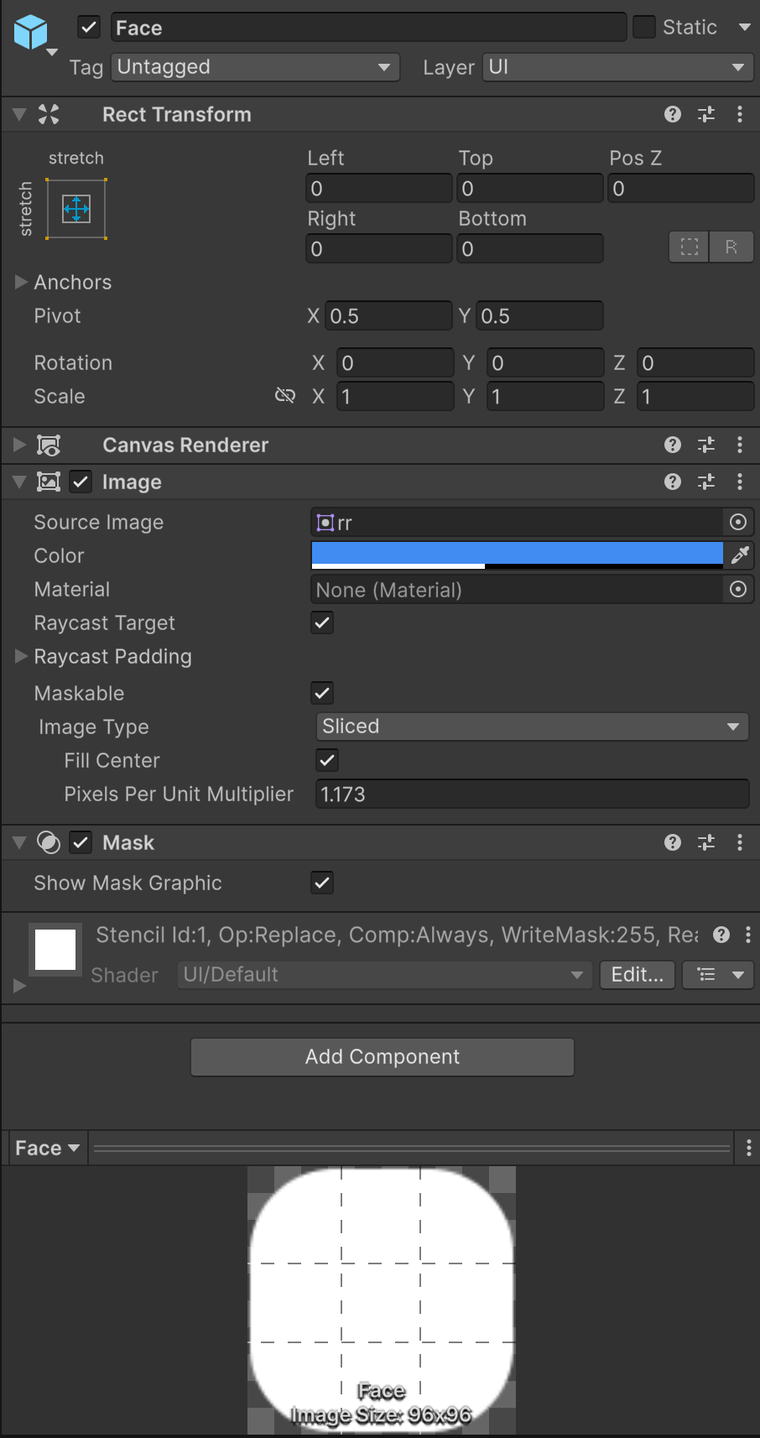 Face Static
Tag Untagged Layer UI
Rect Transform
stretch
stretch
Left Top Pos Z
0 0 0
Right Bottom
0 0 R
Anchors
Pivot X 0.5 Y 0.5
Rotation X 0 Y 0 Z 0
Scale X 1 Y 1 Z 1
Canvas Renderer
Image
Source Image rr
Color
Material None (Material)
Raycast Target
Raycast Padding
Maskable
Image Type Sliced
Fill Center
Pixels Per Unit Multiplier 1.173
Mask
Show Mask Graphic
Stencil Id:1, Op:Replace, Comp:Always, WriteMask:255, Rea
Shader UI/Default Edit...
Add Component
Face
Face
Image Size: 96x96